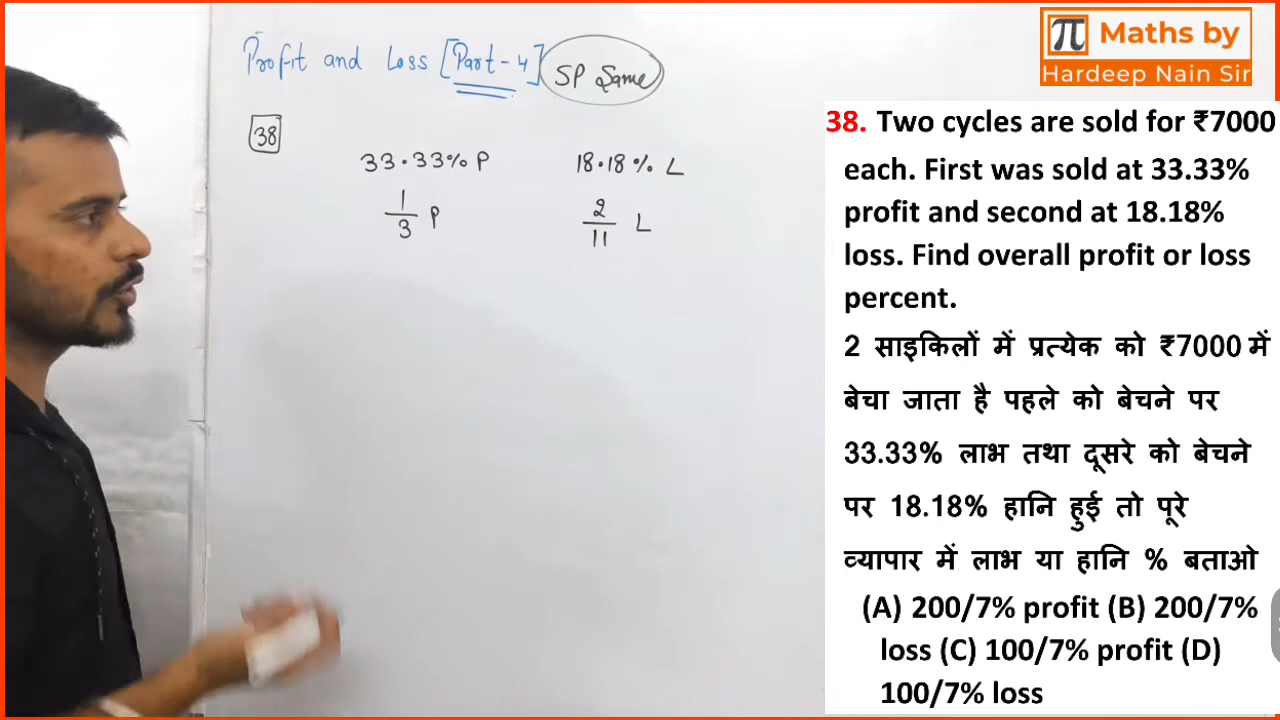 Profit and Loss [Part-4] SP Same
38
33.33% P 18.18% L
1/3 P 2/11 L
π Maths by
Hardeep Nain Sir
38. Two cycles are sold for ₹7000
each. First was sold at 33.33%
profit and second at 18.18%
loss. Find overall profit or loss
percent.
2 साइकिलों में प्रत्येक को ₹7000 में
बेचा जाता है पहले को बेचने पर
33.33% लाभ तथा दूसरे को बेचने
पर 18.18% हानि हुई तो पूरे
व्यापार में लाभ या हानि % बताओ
(A) 200/7% profit (B) 200/7%
loss (C) 100/7% profit (D)
100/7% loss